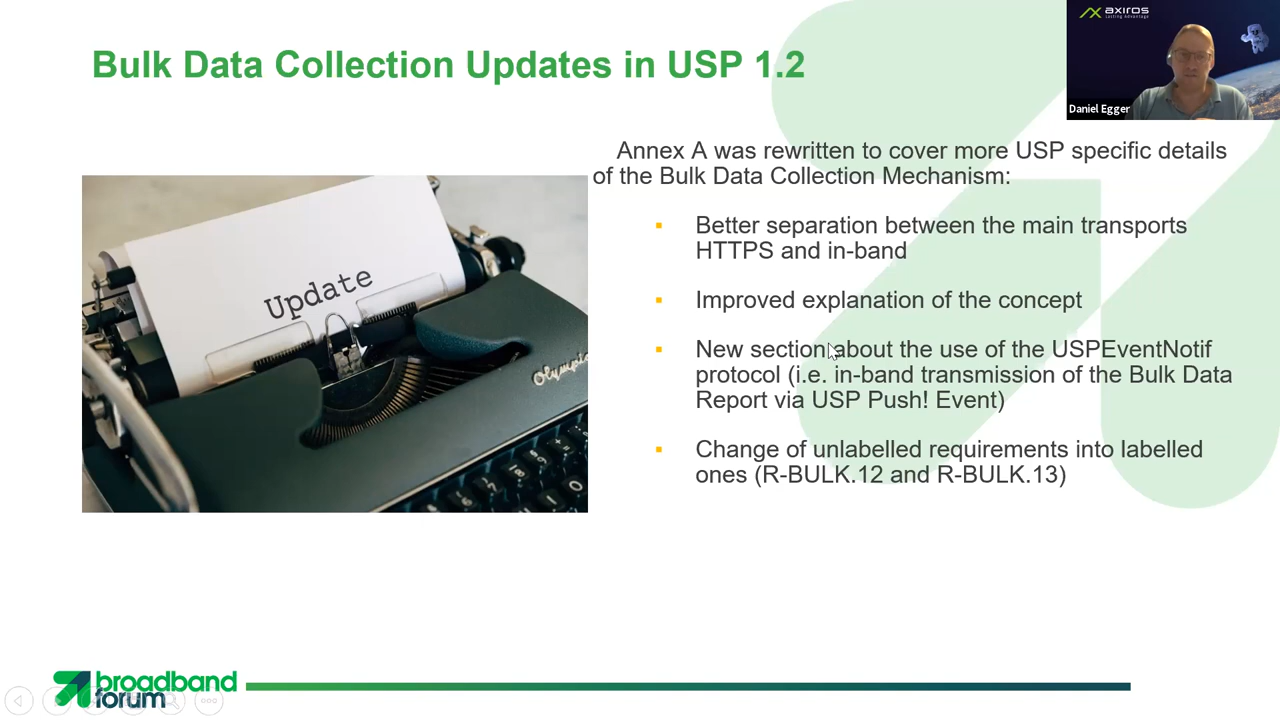 Bulk Data Collection Updates in USP 1.2
axiros
Lasting Advantage
Daniel Egger
Annex A was rewritten to cover more USP specific details
of the Bulk Data Collection Mechanism:
Better separation between the main transports
HTTPS and in-band
Improved explanation of the concept
New section about the use of the USPEventNotif
protocol (i.e. in-band transmission of the Bulk Data
Report via USP Push! Event)
Change of unlabelled requirements into labelled
ones (R-BULK.12 and R-BULK.13)
Update
broadband
forum